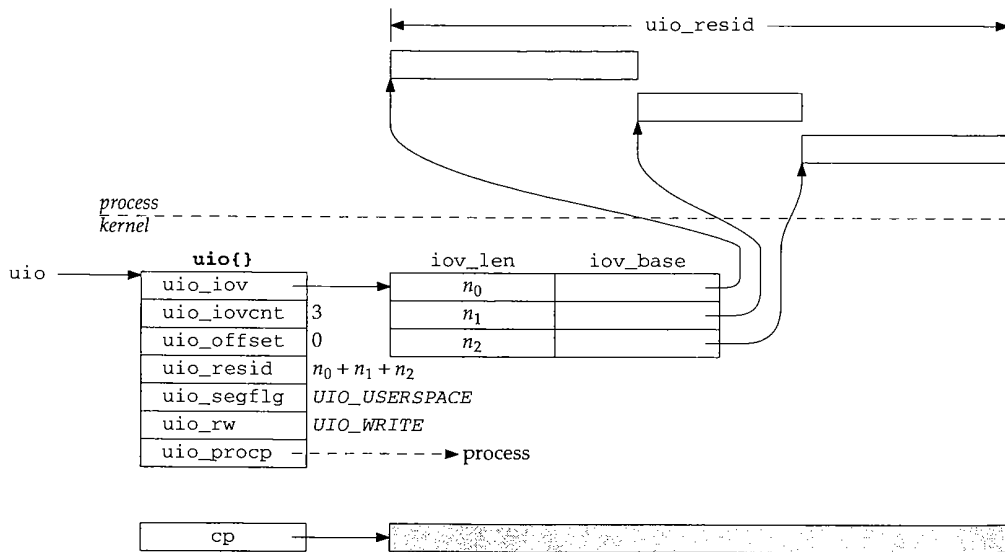 uio_resid
process
kernel
uio
uio{}
iov_len iov_base
uio_iov n0
uio_iovcnt 3 n1
uio_offset 0 n2
uio_resid n0 + n1 + n2
uio_segflg UIO_USERSPACE
uio_rw UIO_WRITE
uio_procp process
cp